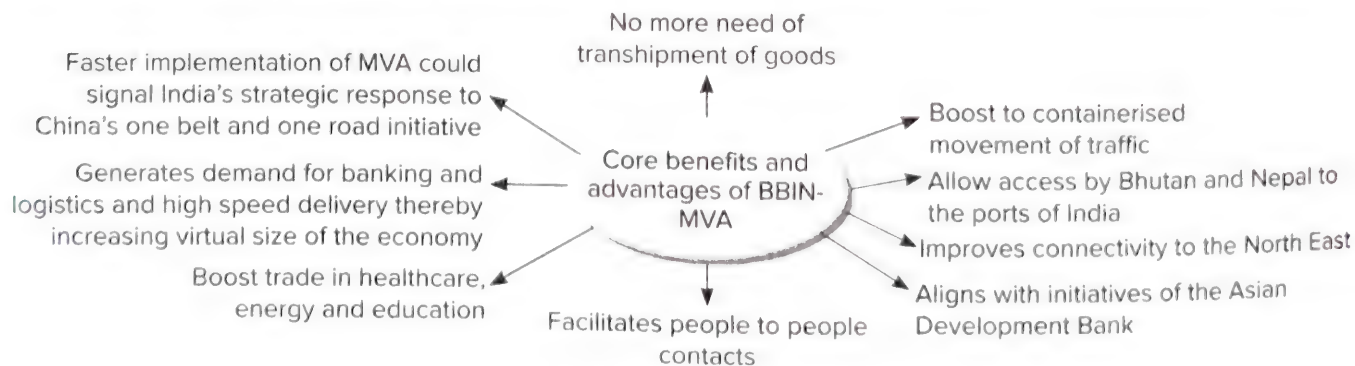 No more need of
transhipment of goods
Faster implementation of MVA could
signal India's strategic response to
China's one belt and one road initiative
Generates demand for banking and
logistics and high speed delivery thereby
increasing virtual size of the economy
Boost trade in healthcare,
energy and education
Core benefits and
advantages of BBIN-
MVA
Boost to containerised
movement of traffic
Allow access by Bhutan and Nepal to
the ports of India
Improves connectivity to the North East
Aligns with initiatives of the Asian
Development Bank
Facilitates people to people
contacts